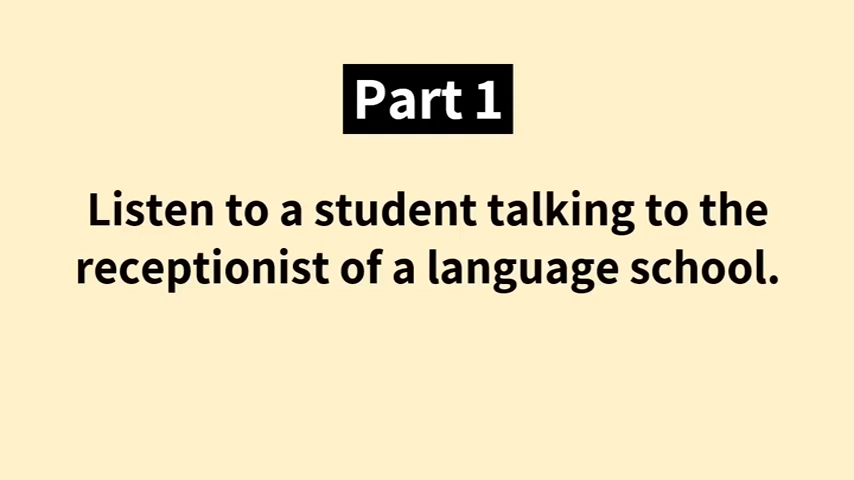 Part 1
Listen to a student talking to the
receptionist of a language school.